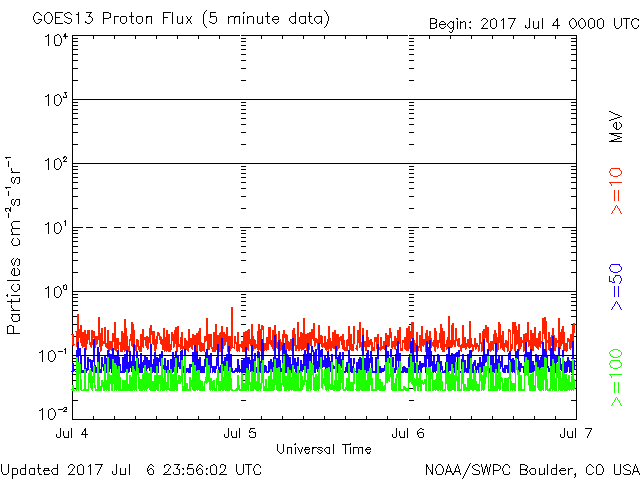 GOES13 Proton Flux (5 minute data)
Begin: 2017 Jul 4 0000 UTC
Particles cm⁻²s⁻¹sr⁻¹
10⁴
10³
10²
10¹
10⁰
10⁻¹
10⁻²
Jul 4
Jul 5
Jul 6
Jul 7
Universal Time
MeV
>=10
>=50
>=100
Updated 2017 Jul 6 23:56:02 UTC
NOAA/SWPC Boulder, CO USA